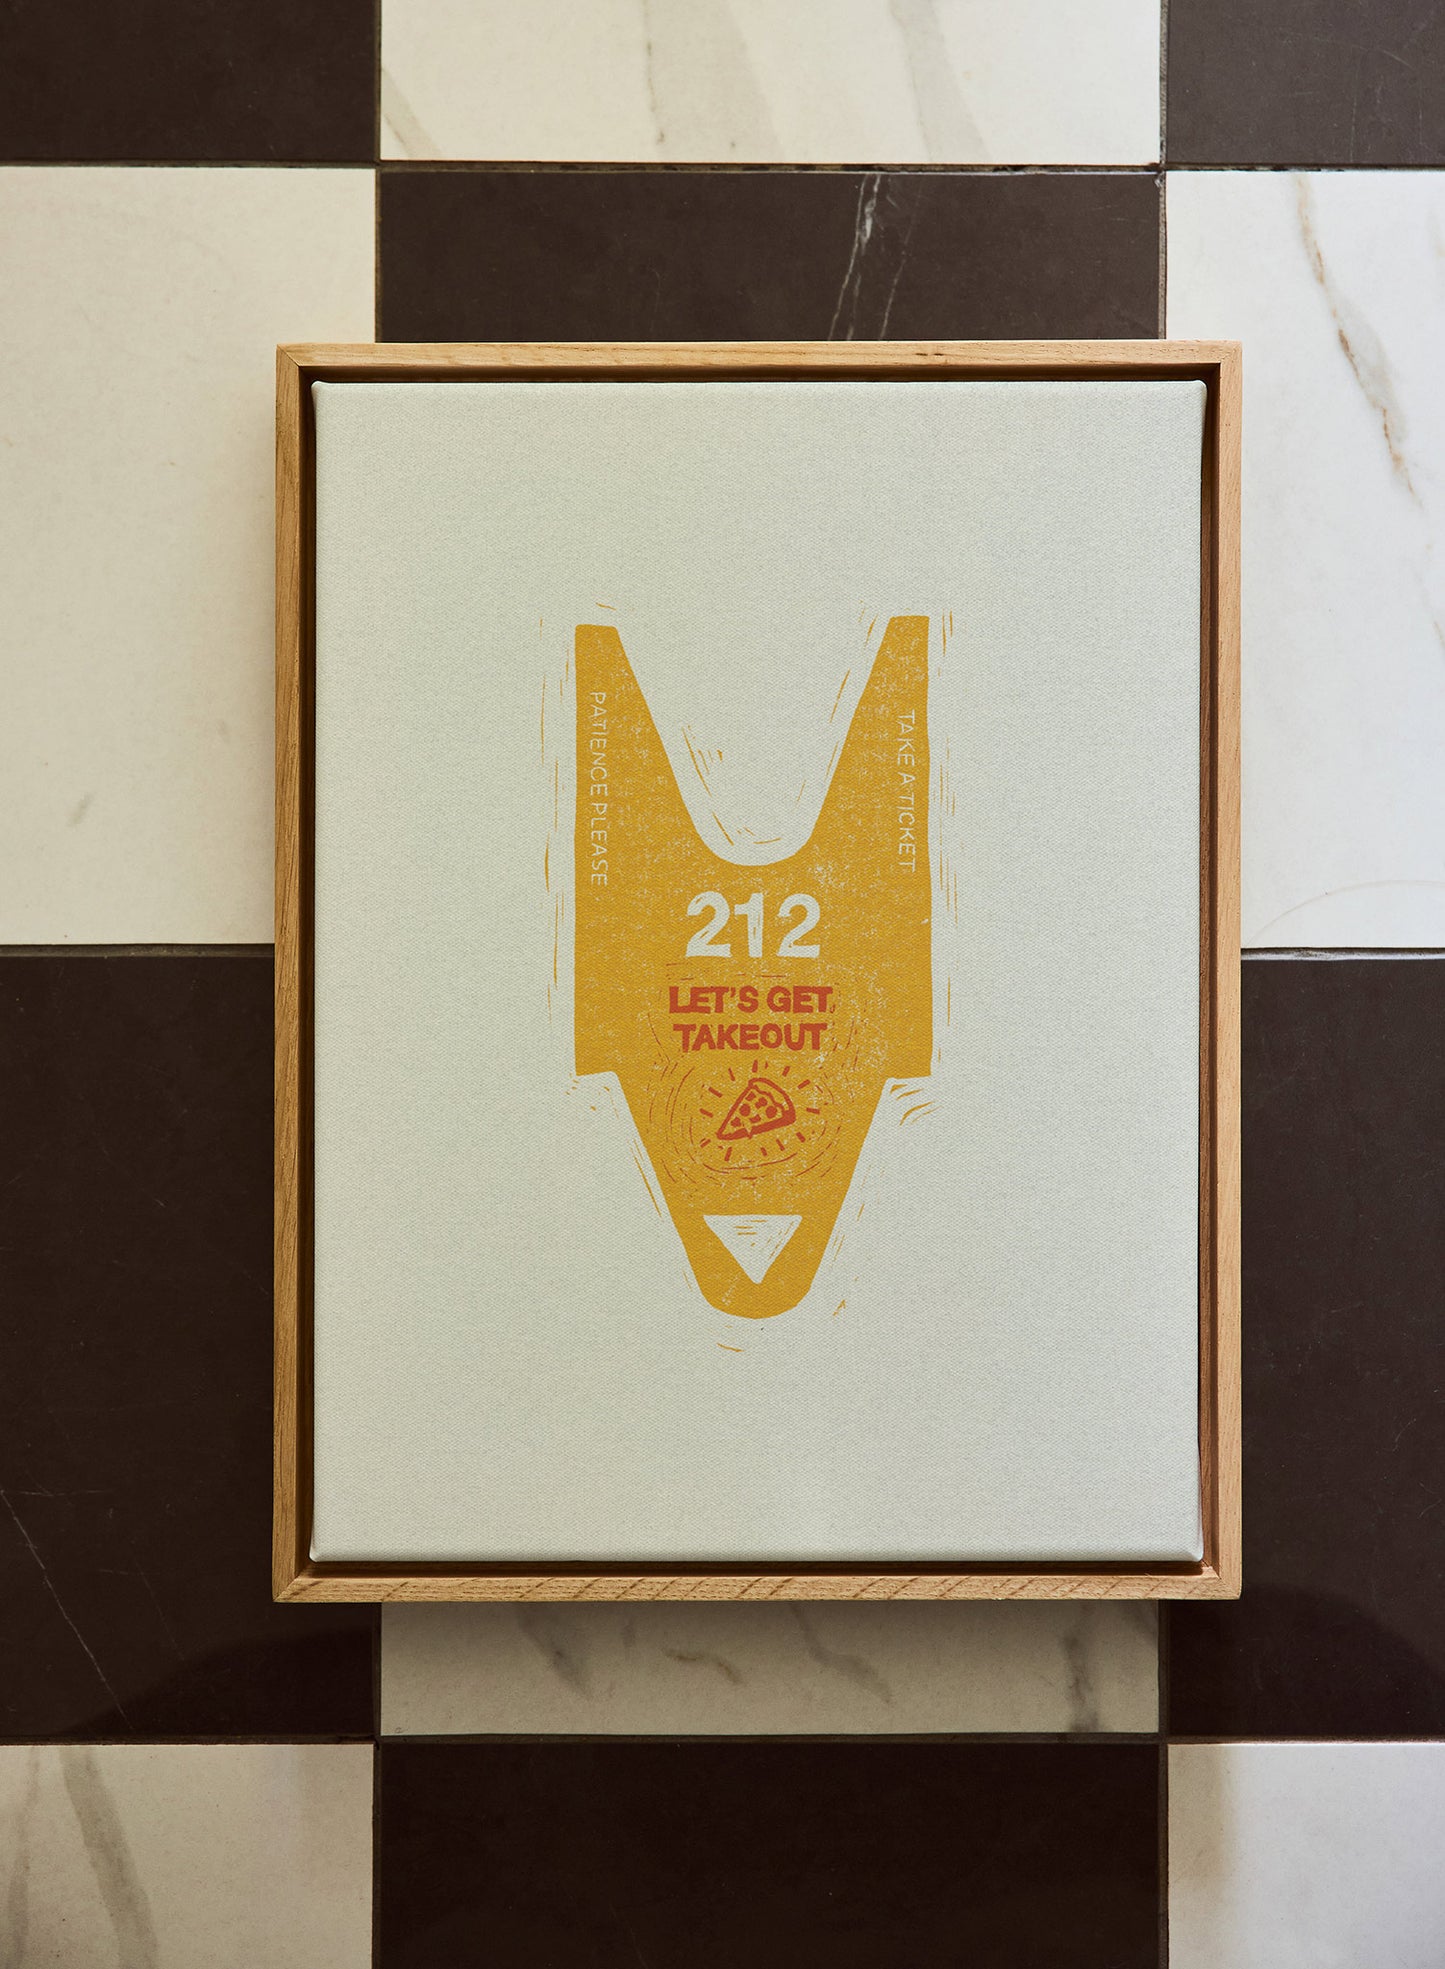 PATIENCE PLEASE
TAKE A TICKET
212
LET'S GET
TAKEOUT